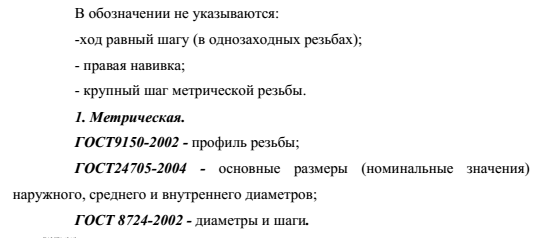 В обозначении не указываются:
-ход равный шагу (в однозаходных резьбах);
- правая навивка;
- крупный шаг метрической резьбы.
1. Метрическая.
ГОСТ9150-2002 - профиль резьбы;
ГОСТ24705-2004 - основные размеры (номинальные значения)
наружного, среднего и внутреннего диаметров;
ГОСТ 8724-2002 - диаметры и шаги.